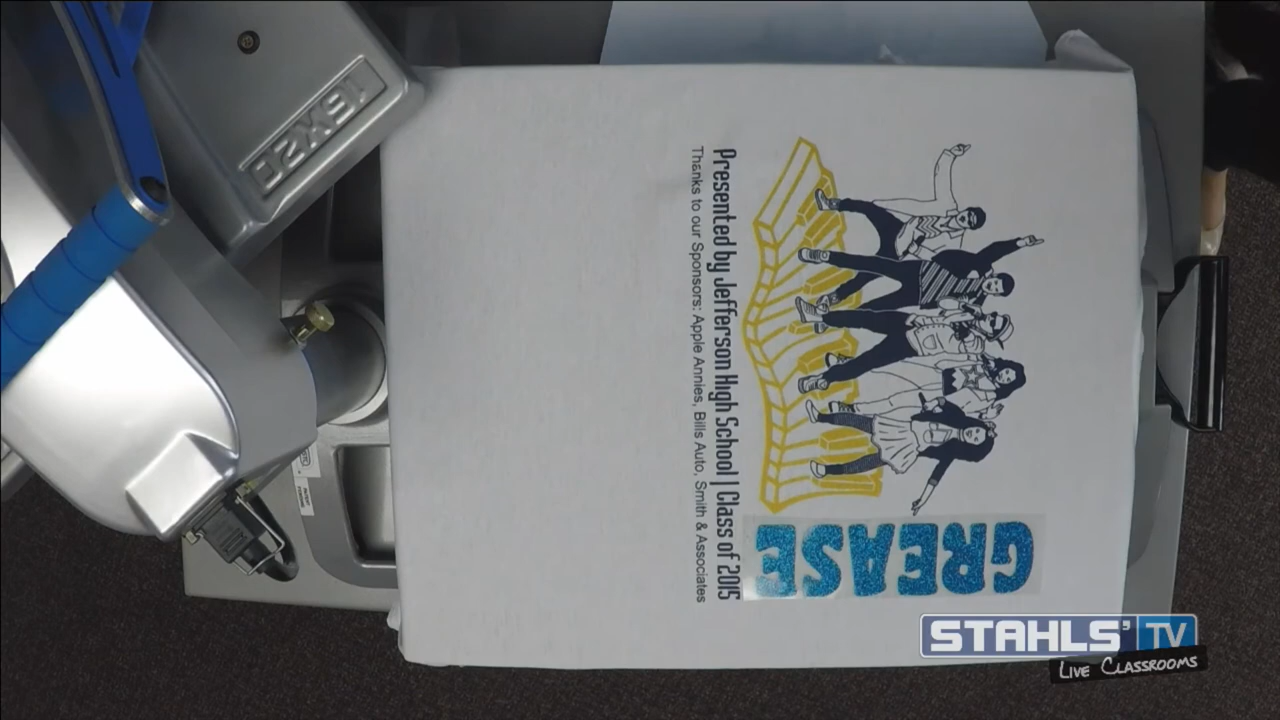 16X20
Presented by Jefferson High School | Class of 2015
Thanks to our Sponsors: Apple Annies, Bills Auto, Smith & Associates
GREASE
STAHLS' TV
LIVE CLASSROOMS